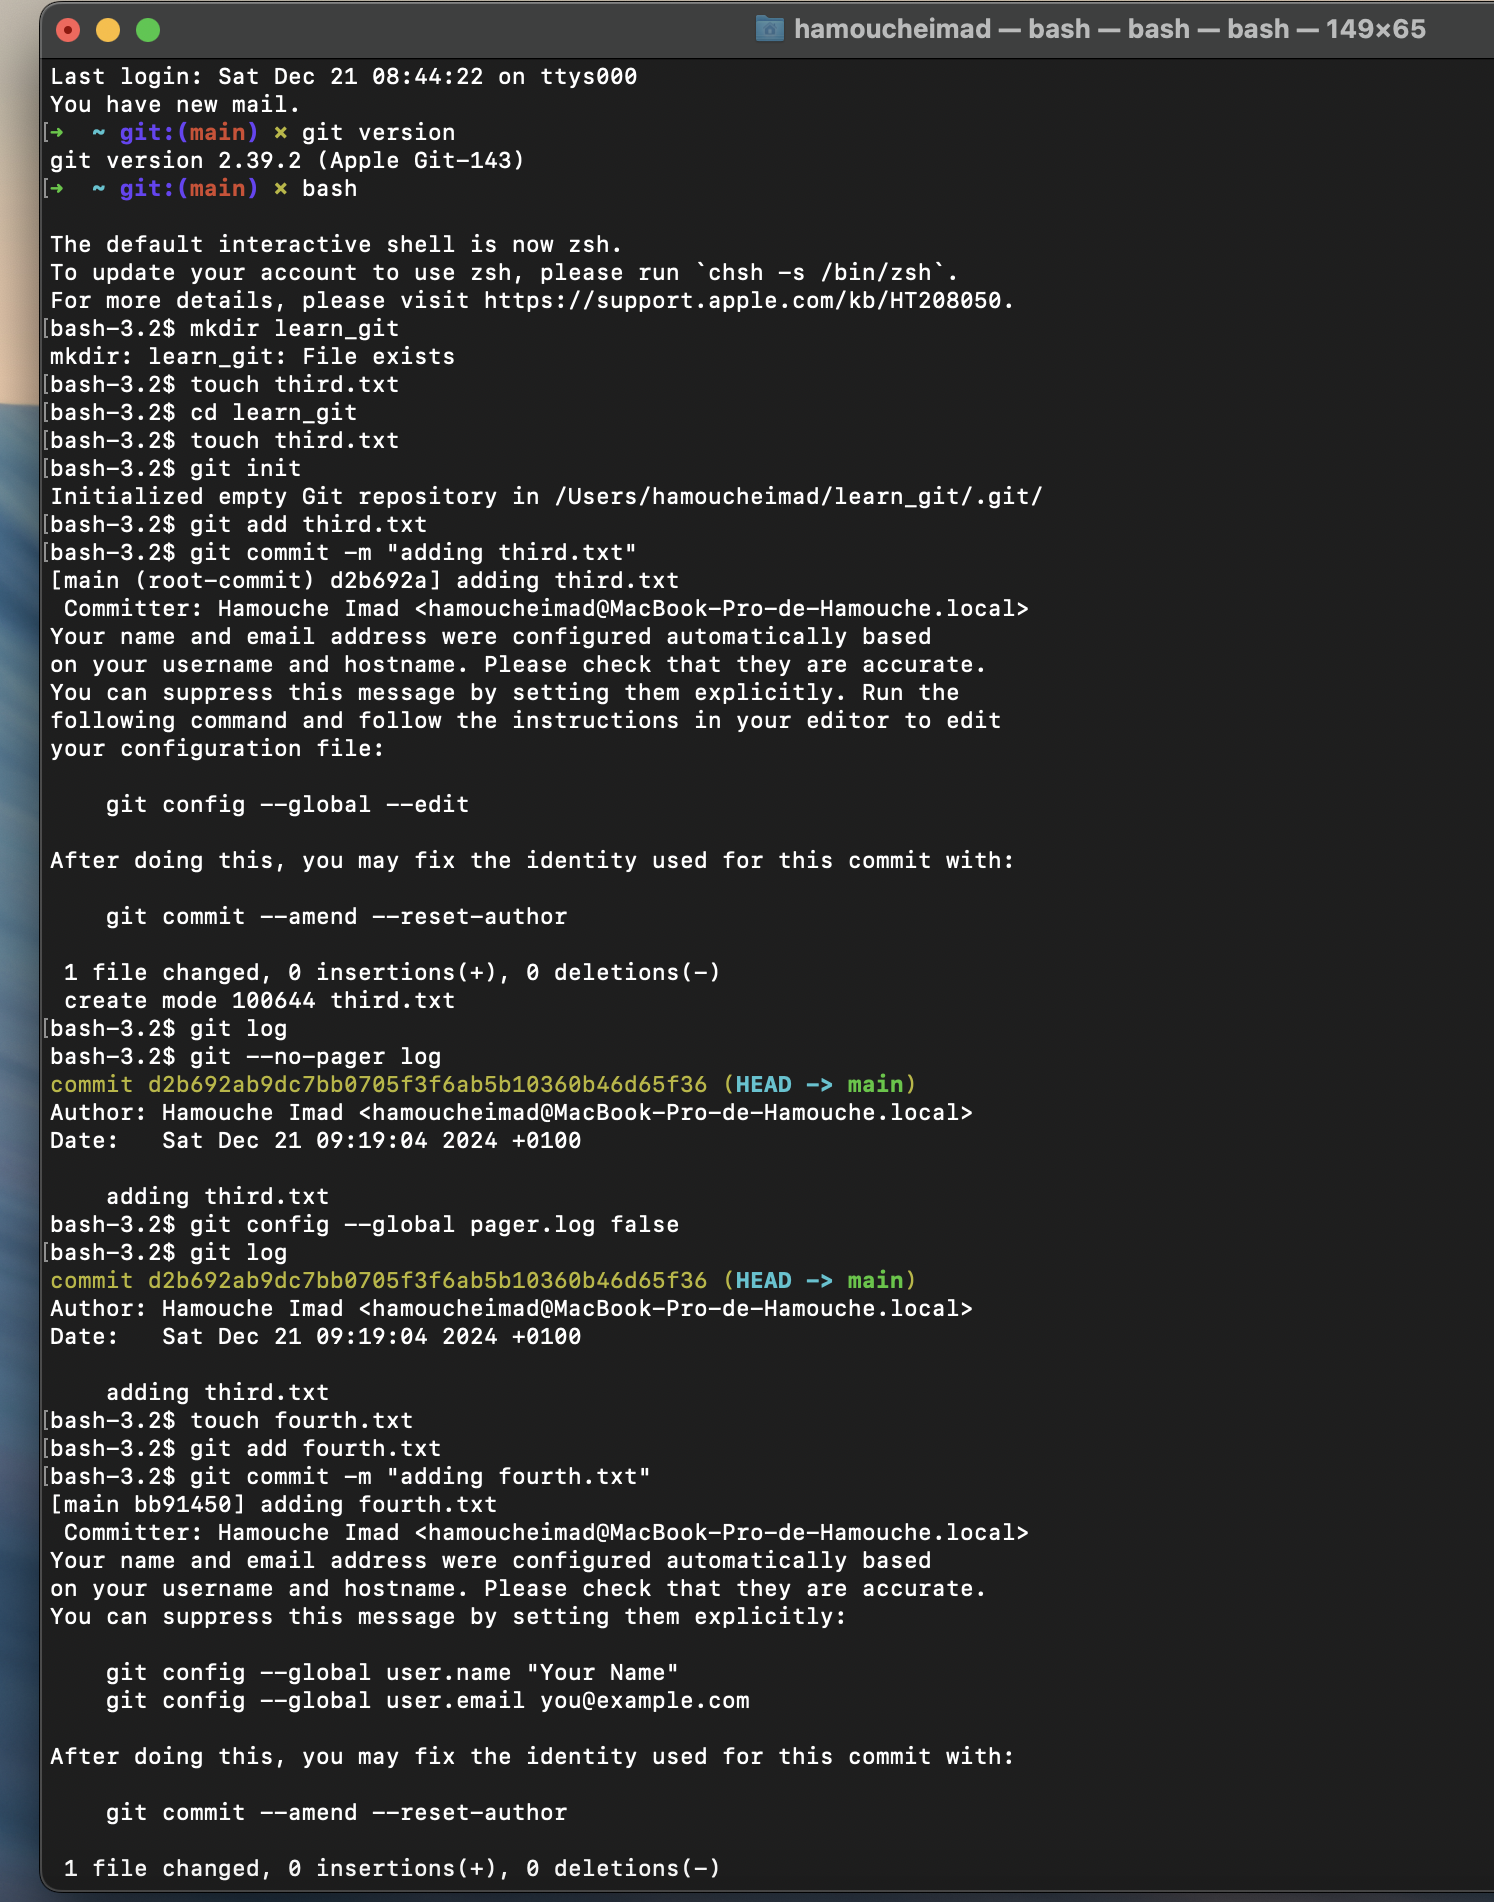 hamoucheimad — bash — bash — bash — 149×65
Last login: Sat Dec 21 08:44:22 on ttys000
You have new mail.
[➜  ~ git:(main) ✗ git version
git version 2.39.2 (Apple Git-143)
[➜  ~ git:(main) ✗ bash

The default interactive shell is now zsh.
To update your account to use zsh, please run `chsh -s /bin/zsh`.
For more details, please visit https://support.apple.com/kb/HT208050.
[bash-3.2$ mkdir learn_git
mkdir: learn_git: File exists
[bash-3.2$ touch third.txt
[bash-3.2$ cd learn_git
[bash-3.2$ touch third.txt
[bash-3.2$ git init
Initialized empty Git repository in /Users/hamoucheimad/learn_git/.git/
[bash-3.2$ git add third.txt
[bash-3.2$ git commit -m "adding third.txt"
[main (root-commit) d2b692a] adding third.txt
 Committer: Hamouche Imad <hamoucheimad@MacBook-Pro-de-Hamouche.local>
Your name and email address were configured automatically based
on your username and hostname. Please check that they are accurate.
You can suppress this message by setting them explicitly. Run the
following command and follow the instructions in your editor to edit
your configuration file:

    git config --global --edit

After doing this, you may fix the identity used for this commit with:

    git commit --amend --reset-author

 1 file changed, 0 insertions(+), 0 deletions(-)
 create mode 100644 third.txt
[bash-3.2$ git log
bash-3.2$ git --no-pager log
commit d2b692ab9dc7bb0705f3f6ab5b10360b46d65f36 (HEAD -> main)
Author: Hamouche Imad <hamoucheimad@MacBook-Pro-de-Hamouche.local>
Date:   Sat Dec 21 09:19:04 2024 +0100

    adding third.txt
bash-3.2$ git config --global pager.log false
[bash-3.2$ git log
commit d2b692ab9dc7bb0705f3f6ab5b10360b46d65f36 (HEAD -> main)
Author: Hamouche Imad <hamoucheimad@MacBook-Pro-de-Hamouche.local>
Date:   Sat Dec 21 09:19:04 2024 +0100

    adding third.txt
[bash-3.2$ touch fourth.txt
[bash-3.2$ git add fourth.txt
[bash-3.2$ git commit -m "adding fourth.txt"
[main bb91450] adding fourth.txt
 Committer: Hamouche Imad <hamoucheimad@MacBook-Pro-de-Hamouche.local>
Your name and email address were configured automatically based
on your username and hostname. Please check that they are accurate.
You can suppress this message by setting them explicitly:

    git config --global user.name "Your Name"
    git config --global user.email you@example.com

After doing this, you may fix the identity used for this commit with:

    git commit --amend --reset-author

 1 file changed, 0 insertions(+), 0 deletions(-)